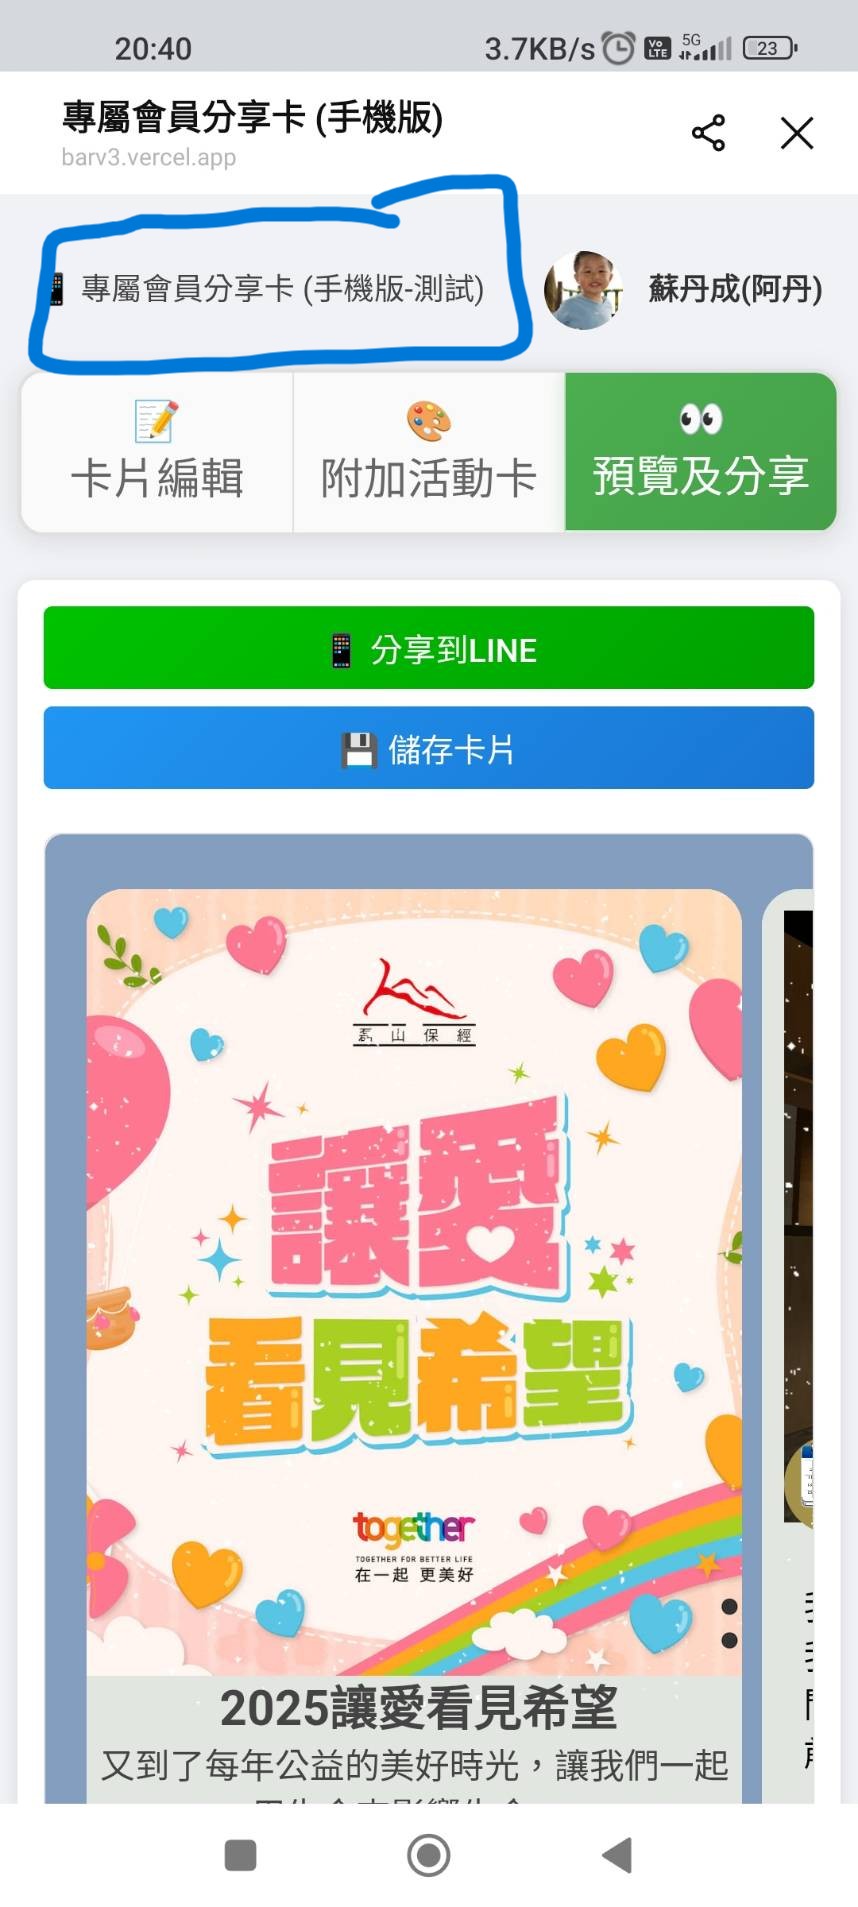 20:40 3.7KB/s Vo LTE 5G 23
專屬會員分享卡 (手機版)
barv3.vercel.app
專屬會員分享卡 (手機版-測試) 蘇丹成(阿丹)
卡片編輯 附加活動卡 預覽及分享
分享到LINE
儲存卡片
山保經
讓愛
看見希望
together
TOGETHER FOR BETTER LIFE
在一起 更美好
2025讓愛看見希望
又到了每年公益的美好時光，讓我們一起